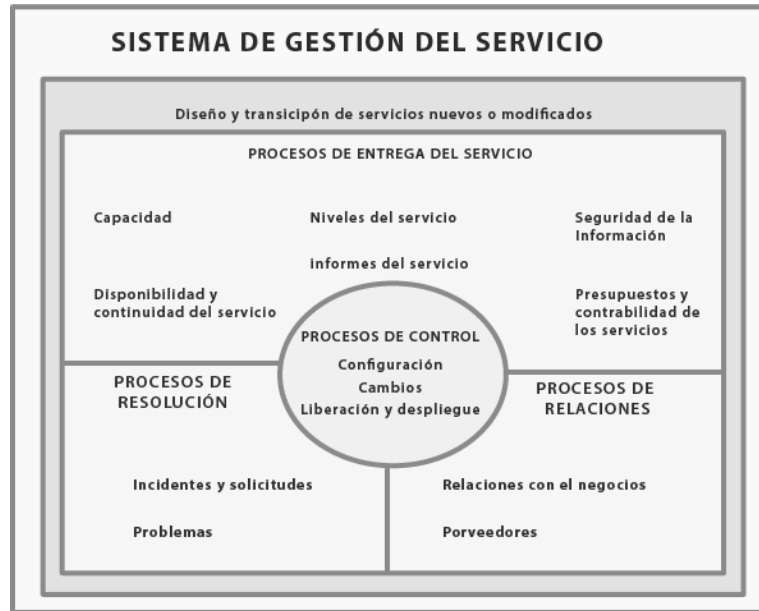 SISTEMA DE GESTIÓN DEL SERVICIO
Diseño y transicipón de servicios nuevos o modificados
PROCESOS DE ENTREGA DEL SERVICIO
Capacidad
Niveles del servicio
Seguridad de la
Información
informes del servicio
Disponibilidad y
continuidad del servicio
Presupuestos y
contrabilidad de
los servicios
PROCESOS DE CONTROL
Configuración
Cambios
Liberación y despliegue
PROCESOS DE
RESOLUCIÓN
PROCESOS DE
RELACIONES
Incidentes y solicitudes
Problemas
Relaciones con el negocios
Porveedores